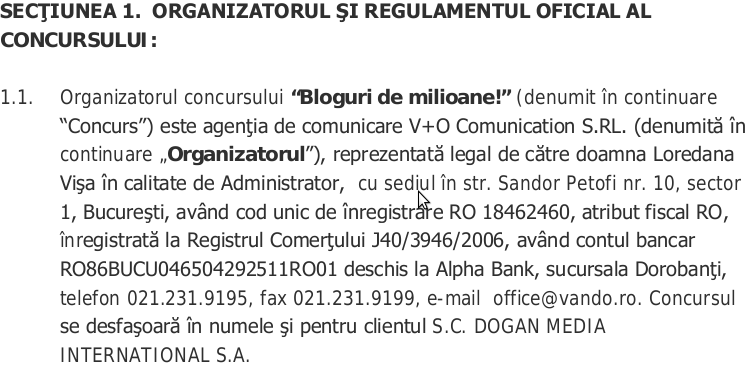 SECŢIUNEA 1.  ORGANIZATORUL ŞI REGULAMENTUL OFICIAL AL
CONCURSULUI:
1.1. Organizatorul concursului “Bloguri de milioane!” (denumit în continuare
“Concurs”) este agenţia de comunicare V+O Comunication S.RL. (denumită în
continuare „Organizatorul”), reprezentată legal de către doamna Loredana
Vişa în calitate de Administrator,  cu sediul în str. Sandor Petofi nr. 10, sector
1, Bucureşti, având cod unic de înregistrare RO 18462460, atribut fiscal RO,
înregistrată la Registrul Comerţului J40/3946/2006, având contul bancar
RO86BUCU046504292511RO01 deschis la Alpha Bank, sucursala Dorobanţi,
telefon 021.231.9195, fax 021.231.9199, e-mail  office@vando.ro. Concursul
se desfaşoară în numele şi pentru clientul S.C. DOGAN MEDIA
INTERNATIONAL S.A.